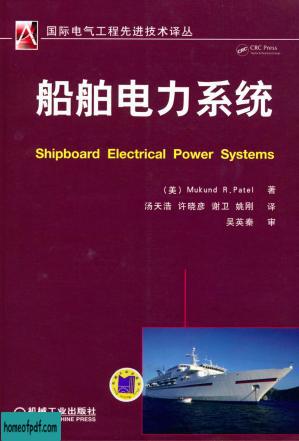 国际电气工程先进技术译丛
CRC Press
船舶电力系统
Shipboard Electrical Power Systems
（美） Mukund R. Patel 著
汤天浩 许晓彦 谢卫 姚刚 译
吴英秦 审
机械工业出版社
MACHINE PRESS
homeofpdf.com